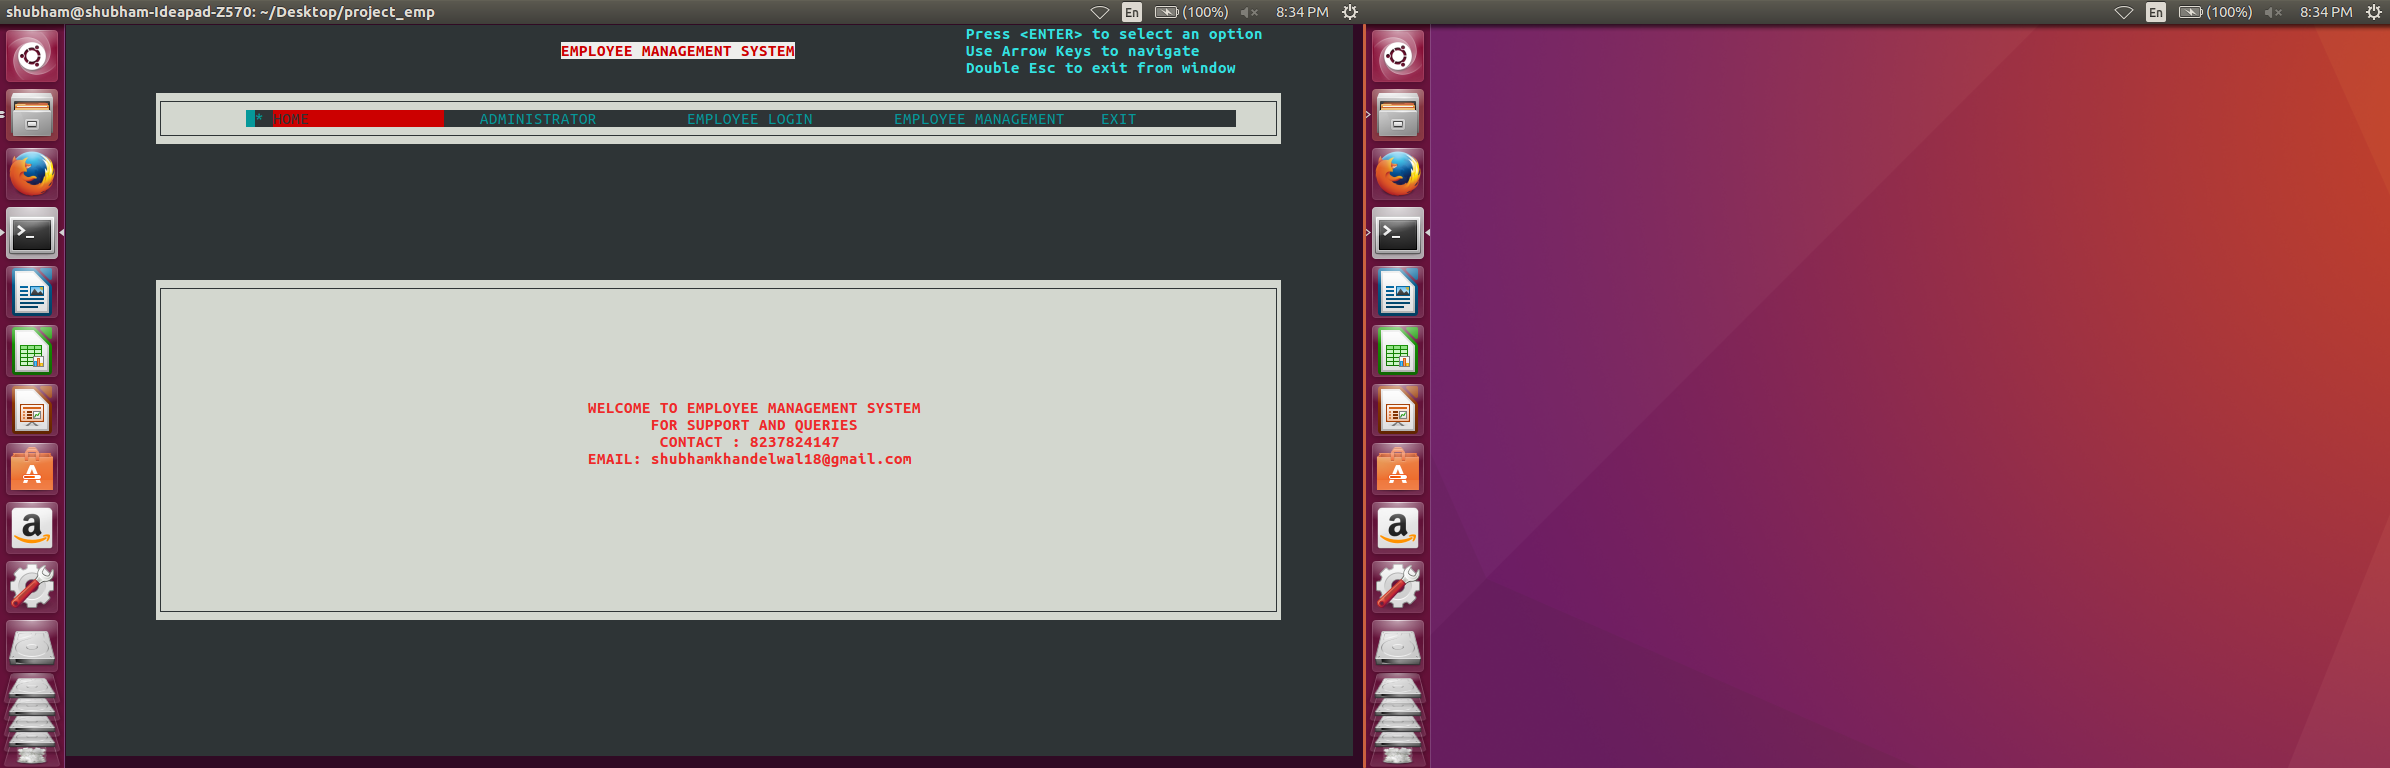 shubham@shubham-Ideapad-Z570: ~/Desktop/project_emp
En (100%) 8:34 PM
En (100%) 8:34 PM
Press <ENTER> to select an option
EMPLOYEE MANAGEMENT SYSTEM
Use Arrow Keys to navigate
Double Esc to exit from window
* HOME ADMINISTRATOR EMPLOYEE LOGIN EMPLOYEE MANAGEMENT EXIT
WELCOME TO EMPLOYEE MANAGEMENT SYSTEM
FOR SUPPORT AND QUERIES
CONTACT : 8237824147
EMAIL: shubhamkhandelwal18@gmail.com